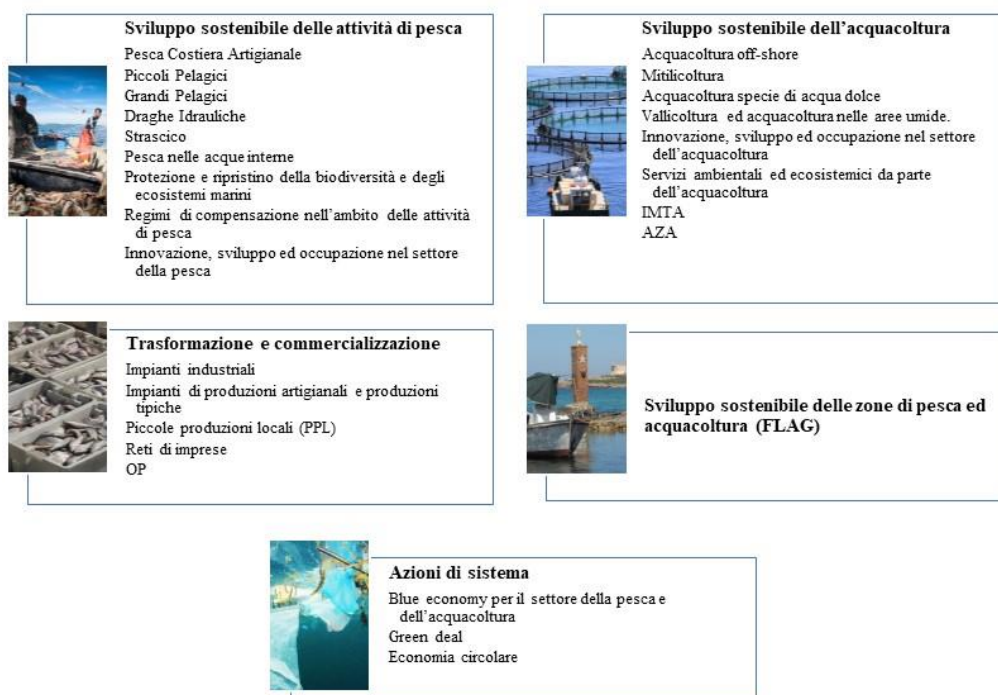 Sviluppo sostenibile delle attività di pesca
Pesca Costiera Artigianale
Piccoli Pelagici
Grandi Pelagici
Draghe Idrauliche
Strascico
Pesca nelle acque interne
Protezione e ripristino della biodiversità e degli
ecosistemi marini
Regimi di compensazione nell'ambito delle attività
di pesca
Innovazione, sviluppo ed occupazione nel settore
della pesca
Sviluppo sostenibile dell'acquacoltura
Acquacoltura off-shore
Mitilicoltura
Acquacoltura specie di acqua dolce
Vallicoltura ed acquacoltura nelle aree umide.
Innovazione, sviluppo ed occupazione nel settore
dell'acquacoltura
Servizi ambientali ed ecosistemici da parte
dell'acquacoltura
IMTA
AZA
Trasformazione e commercializzazione
Impianti industriali
Impianti di produzioni artigianali e produzioni
tipiche
Piccole produzioni locali (PPL)
Reti di imprese
OP
Sviluppo sostenibile delle zone di pesca ed
acquacoltura (FLAG)
Azioni di sistema
Blue economy per il settore della pesca e
dell'acquacoltura
Green deal
Economia circolare